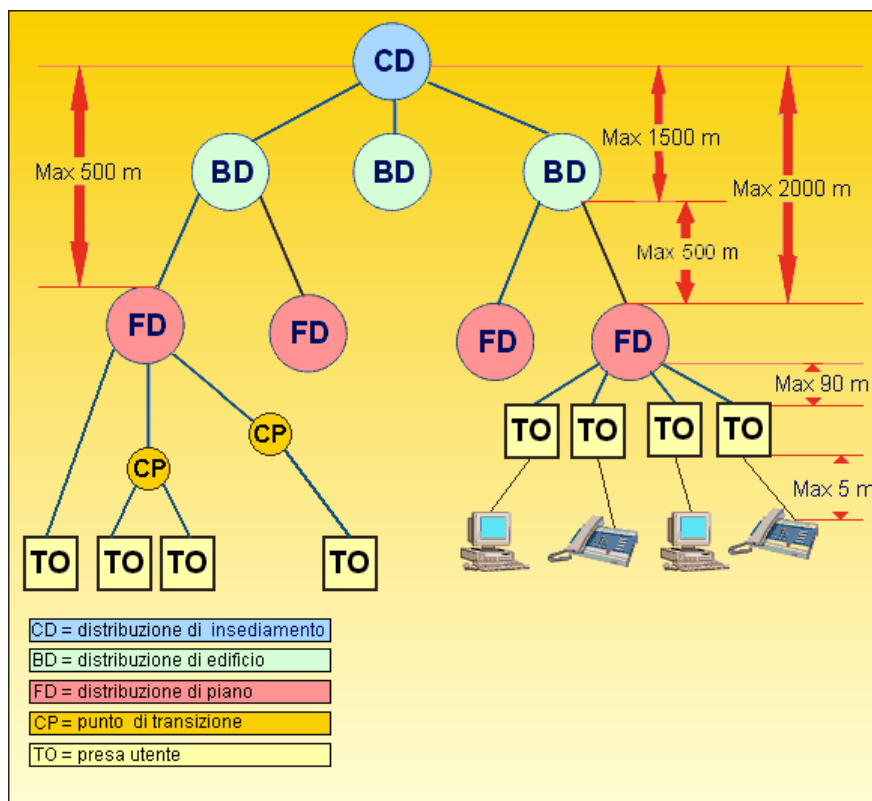 CD
Max 500 m
Max 1500 m
BD
BD
BD
Max 2000 m
Max 500 m
FD
FD
FD
FD
Max 90 m
TO
TO
TO
TO
CP
CP
Max 5 m
TO
TO
TO
TO
CD = distribuzione di insediamento
BD = distribuzione di edificio
FD = distribuzione di piano
CP = punto di transizione
TO = presa utente